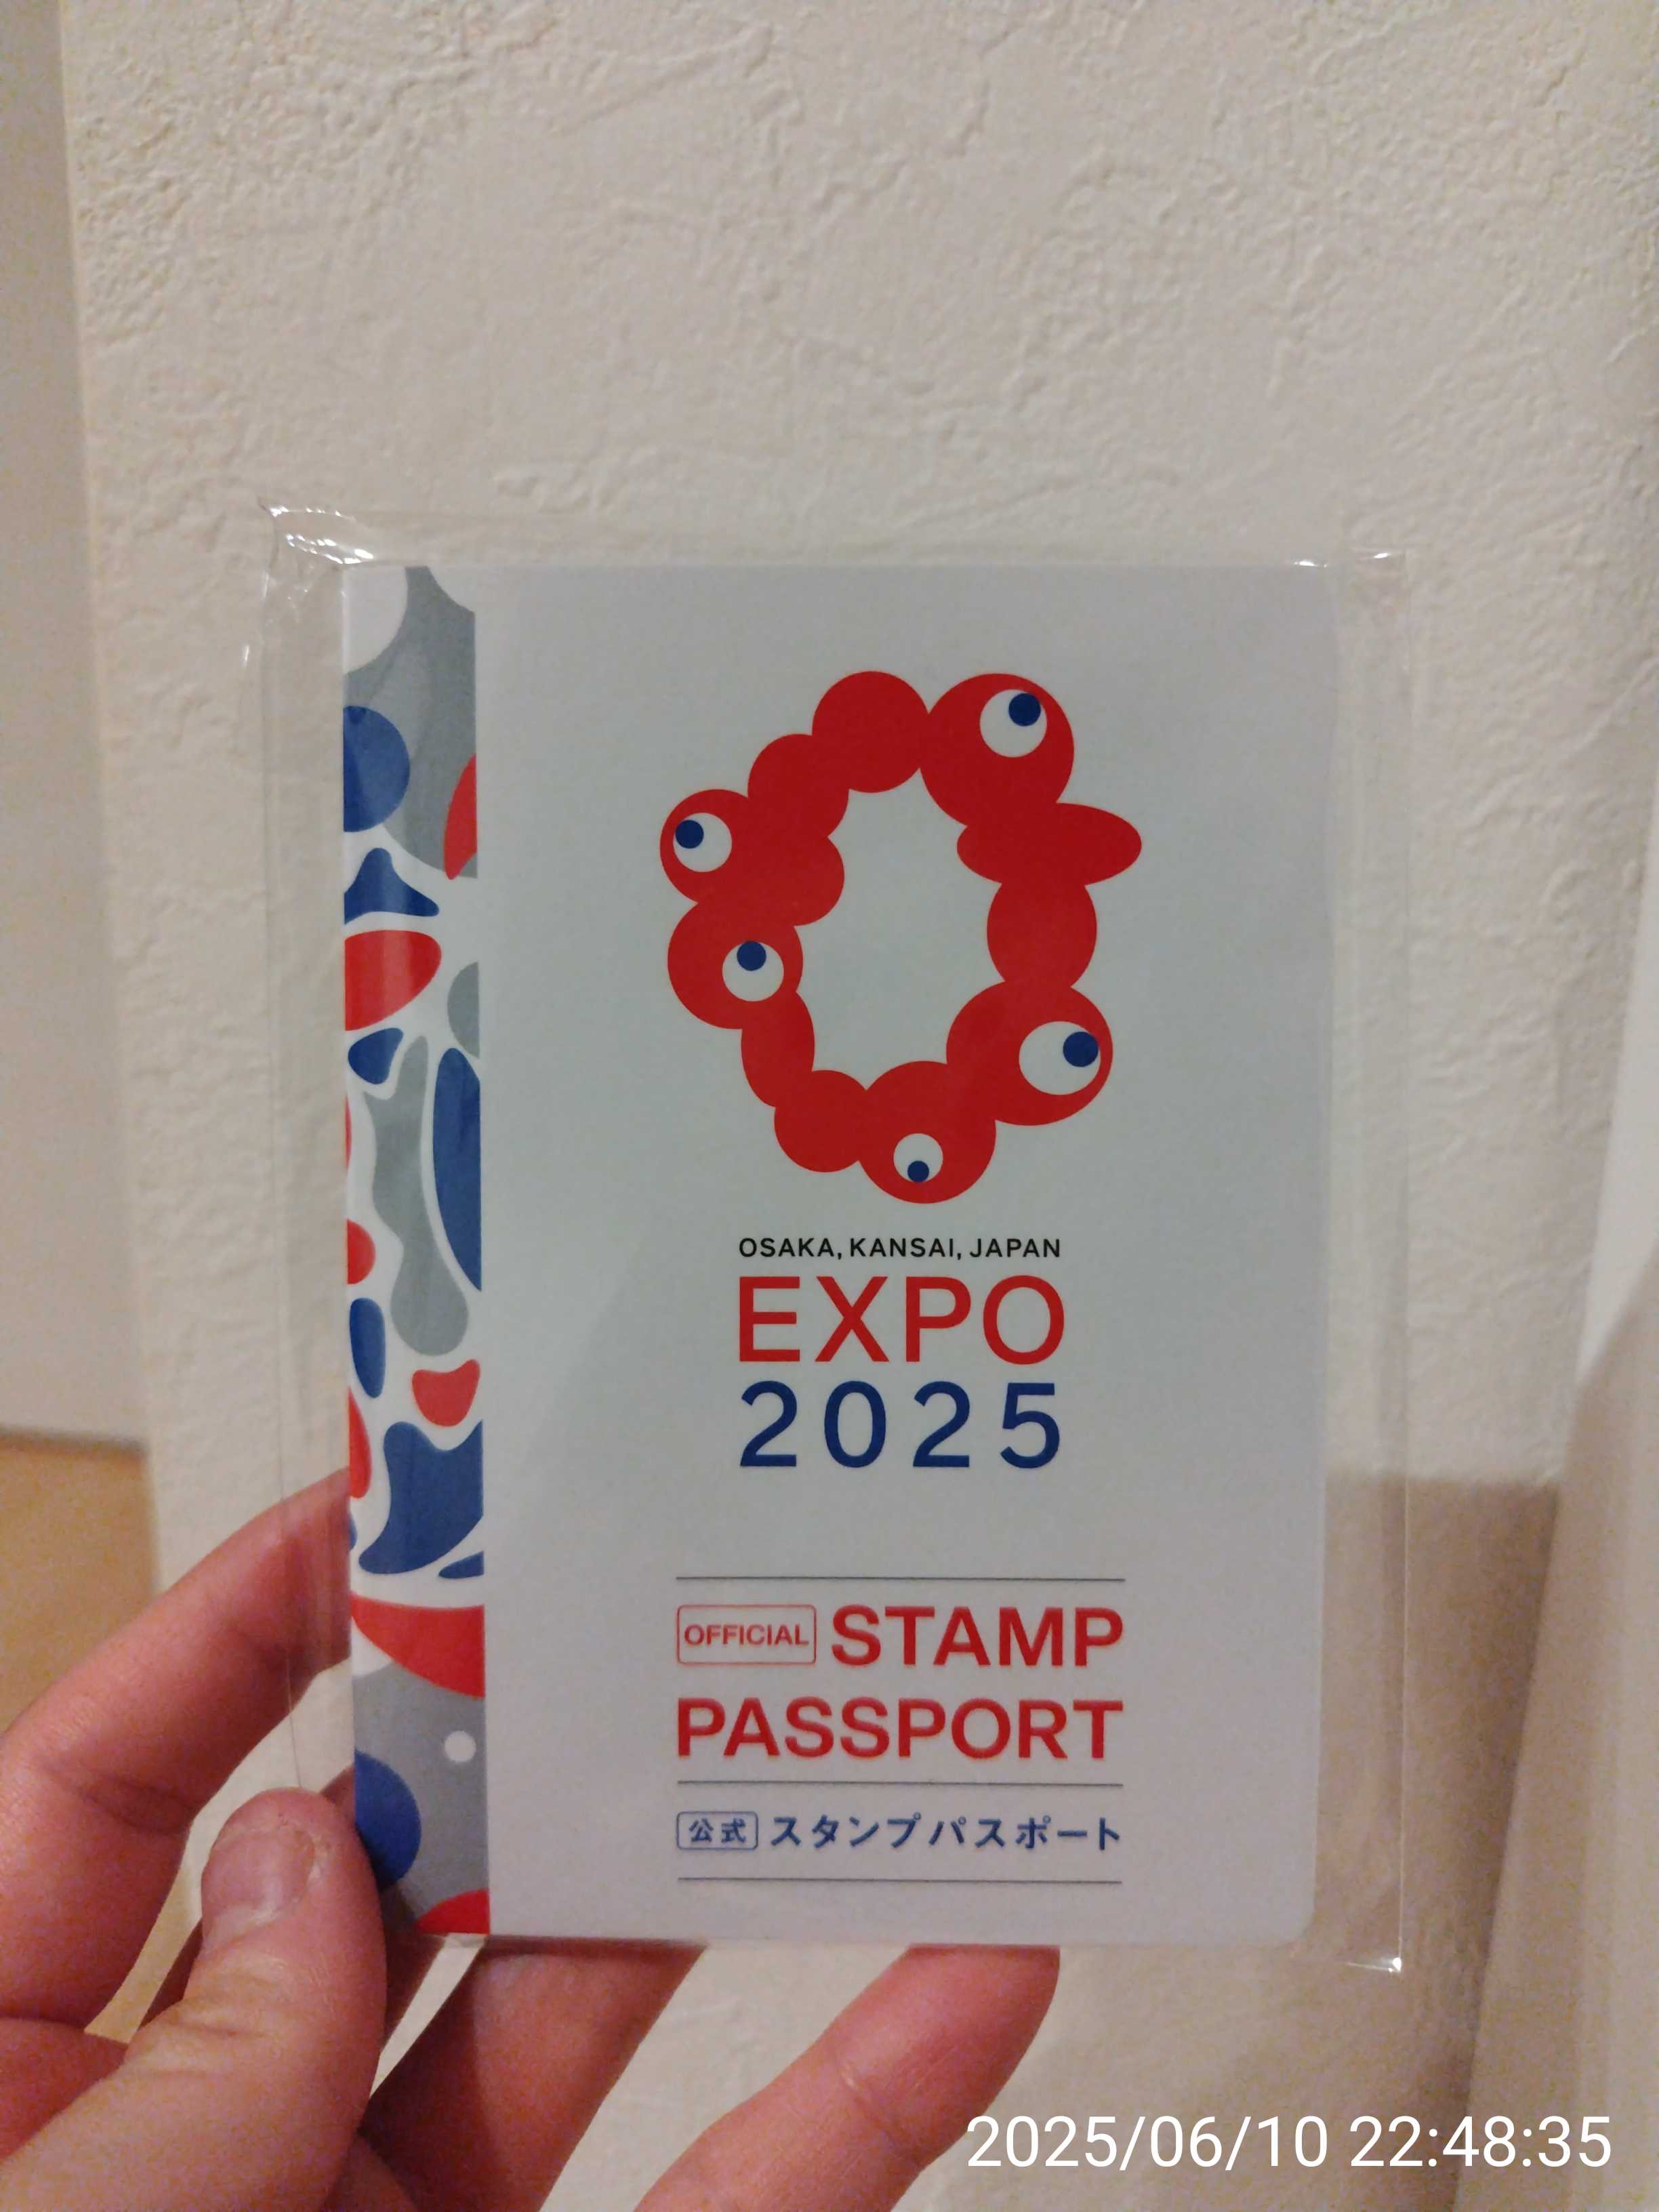 OSAKA, KANSAI, JAPAN
EXPO
2025
OFFICIAL STAMP
PASSPORT
公式 スタンプパスポート
2025/06/10 22:48:35